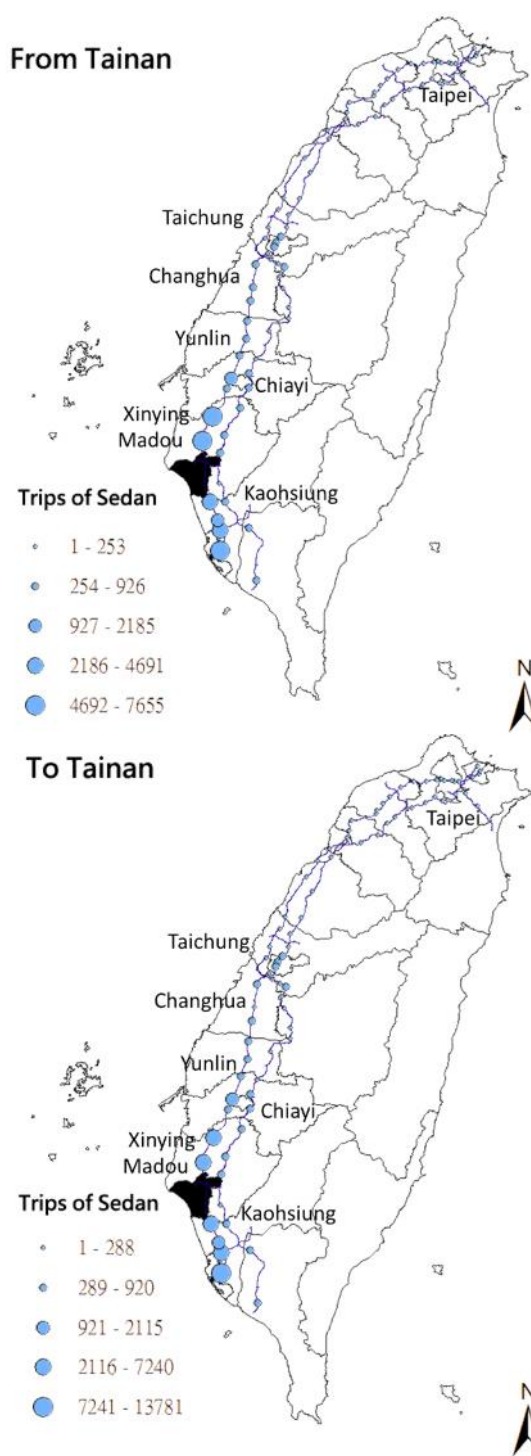 From Tainan
Taipei
Taichung
Changhua
Yunlin
Chiayi
Xinying
Madou
Kaohsiung
Trips of Sedan
1 - 253
254 - 926
927 - 2185
2186 - 4691
4692 - 7655
N
To Tainan
Taipei
Taichung
Changhua
Yunlin
Chiayi
Xinying
Madou
Kaohsiung
Trips of Sedan
1 - 288
289 - 920
921 - 2115
2116 - 7240
7241 - 13781
N